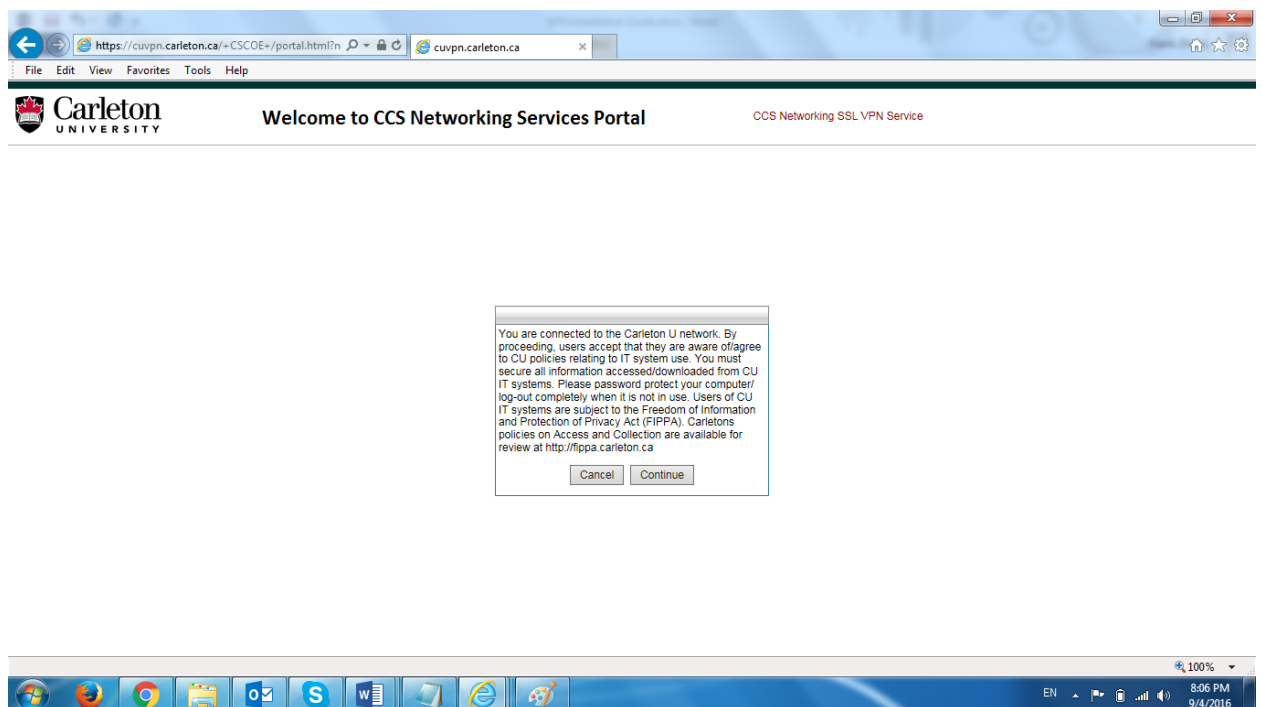 https://cuvpn.carleton.ca/+CSCOE+/portal.html?n
cuvpn.carleton.ca
File Edit View Favorites Tools Help
Carleton
UNIVERSITY
Welcome to CCS Networking Services Portal
CCS Networking SSL VPN Service
You are connected to the Carleton U network. By
proceeding, users accept that they are aware of/agree
to CU policies relating to IT system use. You must
secure all information accessed/downloaded from CU
IT systems. Please password protect your computer/
log-out completely when it is not in use. Users of CU
IT systems are subject to the Freedom of Information
and Protection of Privacy Act (FIPPA). Carletons
policies on Access and Collection are available for
review at http://fippa.carleton.ca
Cancel Continue
100%
EN
8:06 PM
9/4/2016